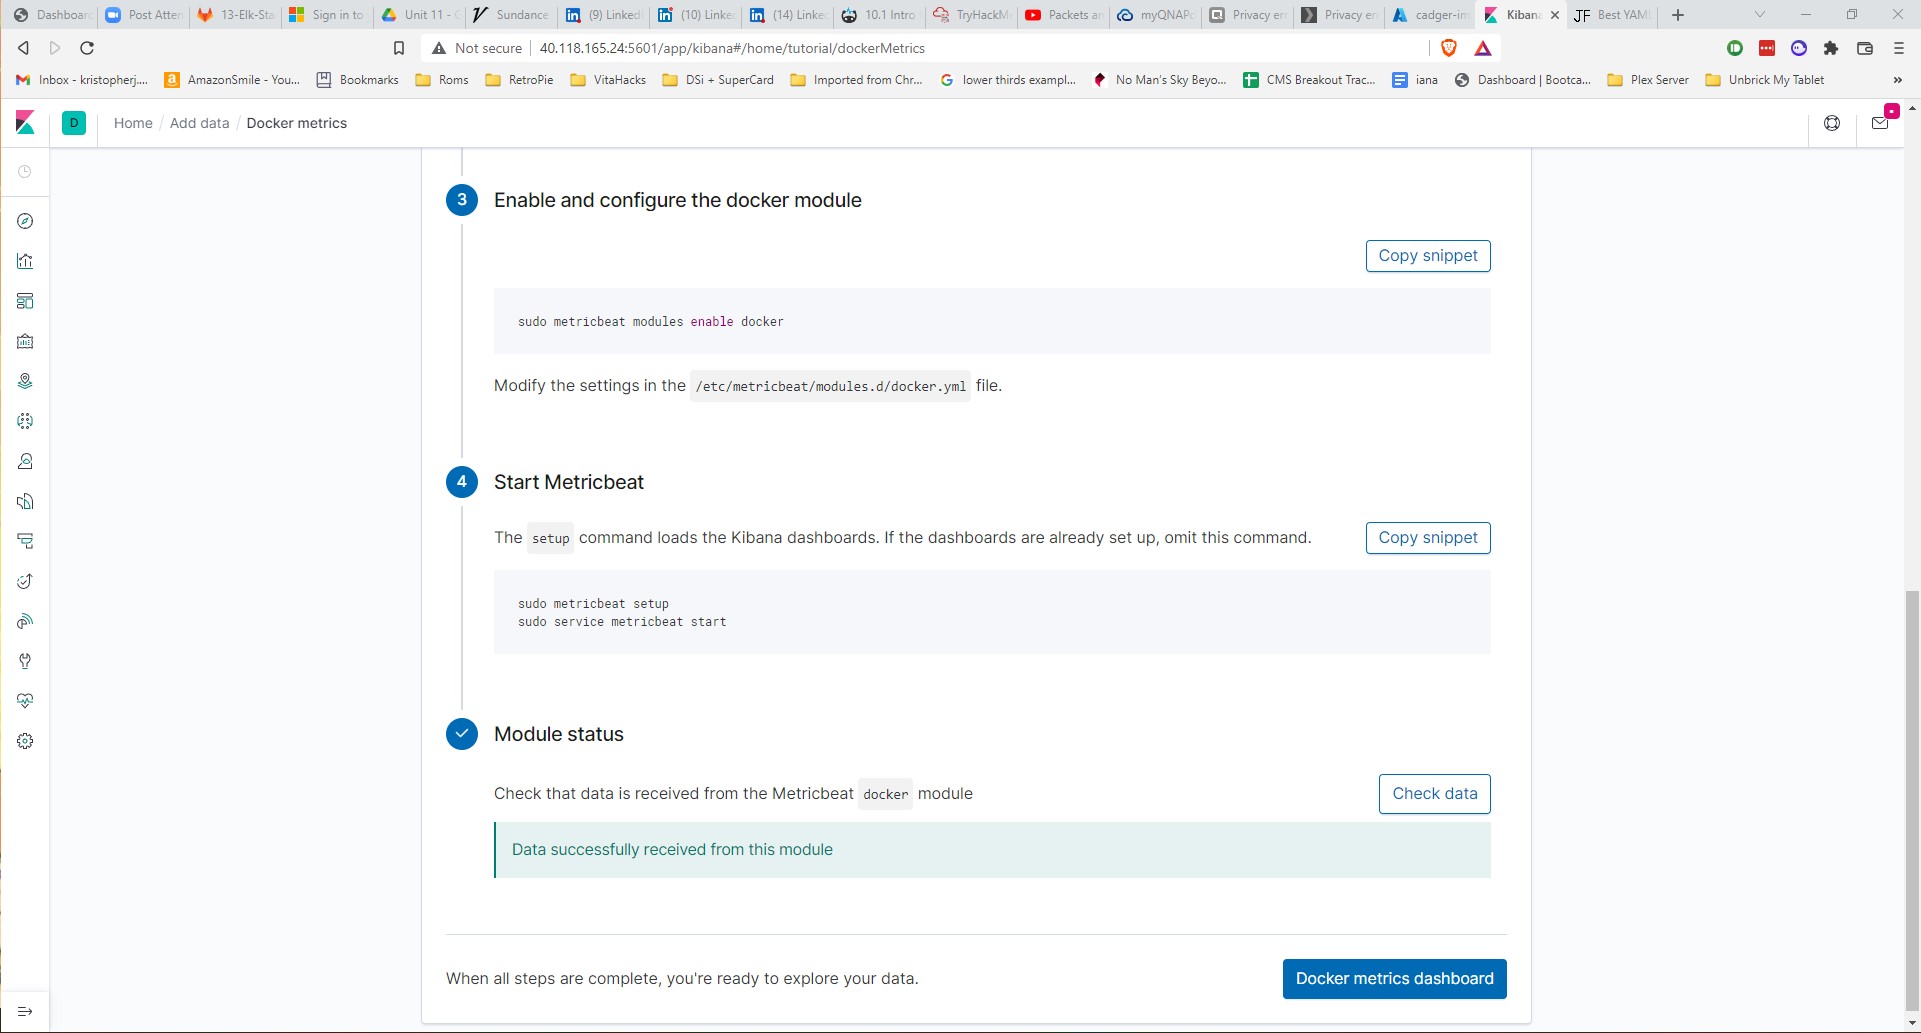 Dashboard
Post Atten
13-Elk-Sta
Sign in to
Unit 11 - G
Sundance
(9) LinkedI
(10) Linked
(14) Linked
10.1 Intro
TryHackM
Packets an
myQNAPc
Privacy err
Privacy err
cadger-im
Kibana
JF Best YAML
Not secure
40.118.165.24:5601/app/kibana#/home/tutorial/dockerMetrics
Inbox - kristopherj,...
AmazonSmile - You...
Bookmarks
Roms
RetroPie
VitaHacks
DSi + SuperCard
Imported from Chr...
lower thirds exampl...
No Man's Sky Beyo...
CMS Breakout Trac...
iana
Dashboard | Bootca...
Plex Server
Unbrick My Tablet
»
D
Home / Add data / Docker metrics
3
Enable and configure the docker module
Copy snippet
sudo metricbeat modules enable docker
Modify the settings in the /etc/metricbeat/modules.d/docker.yml file.
4
Start Metricbeat
The setup command loads the Kibana dashboards. If the dashboards are already set up, omit this command.
Copy snippet
sudo metricbeat setup
sudo service metricbeat start
Module status
Check that data is received from the Metricbeat docker module
Check data
Data successfully received from this module
When all steps are complete, you're ready to explore your data.
Docker metrics dashboard